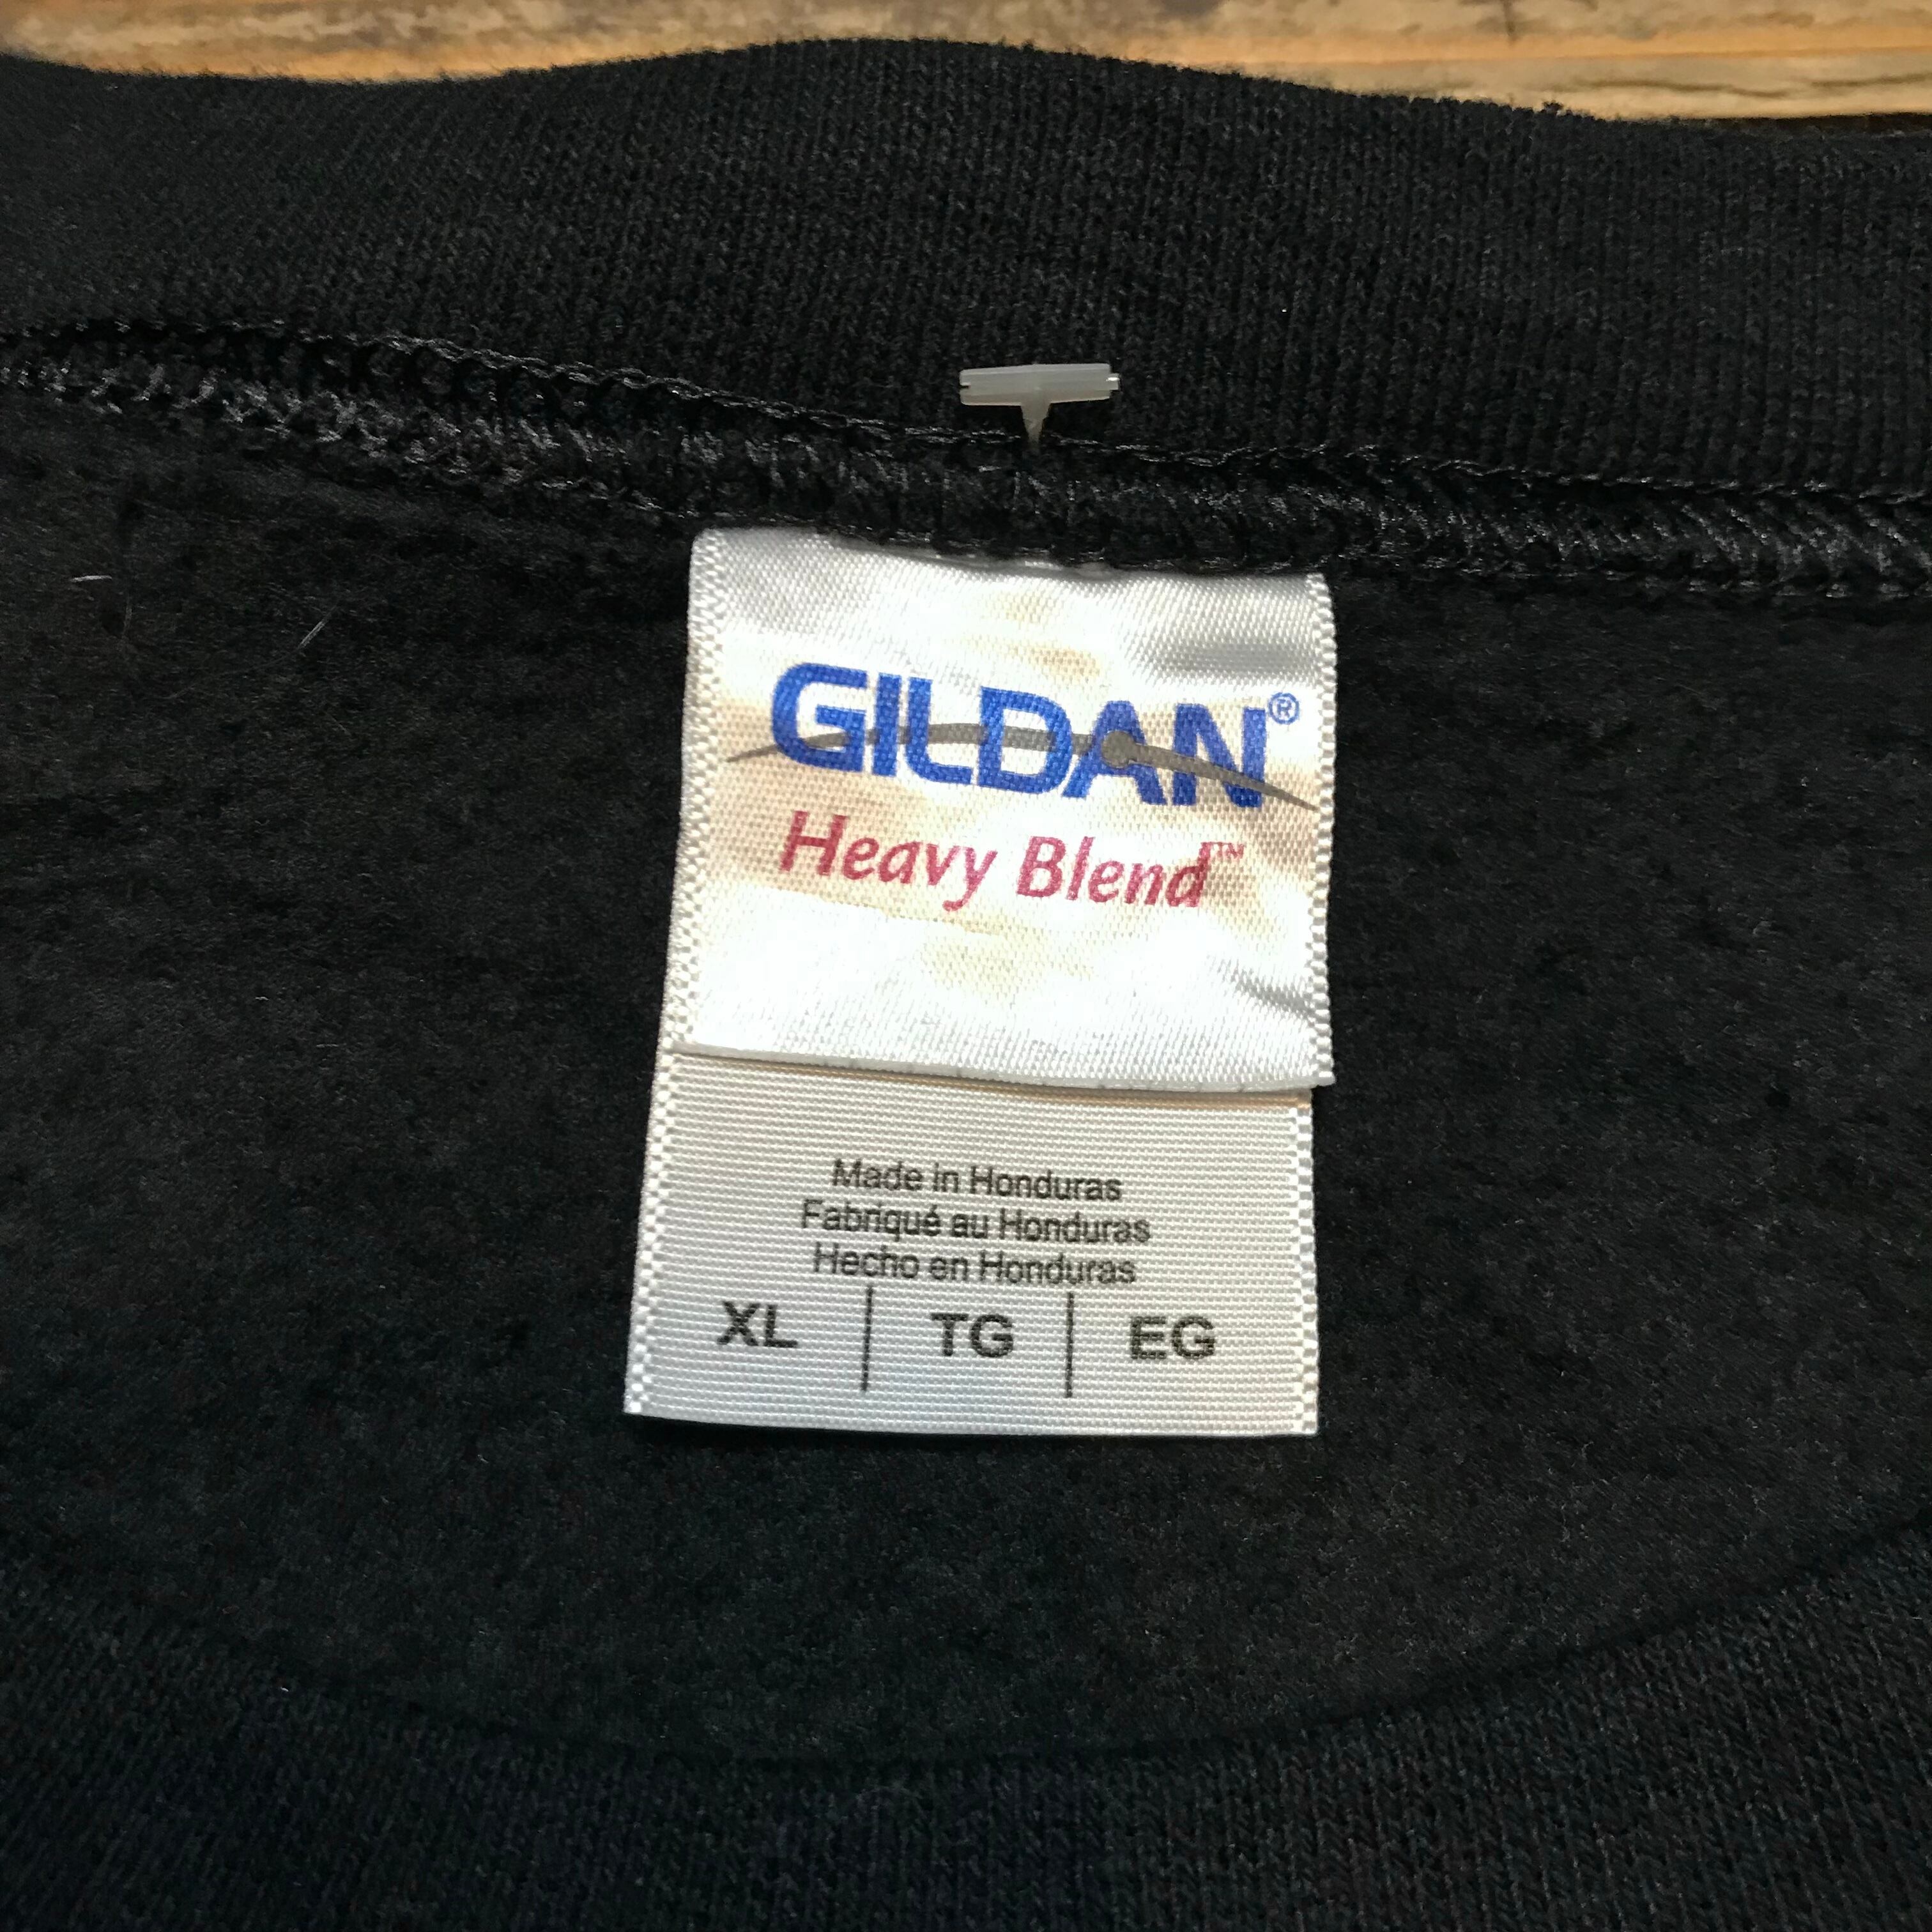 GILDAN®
Heavy Blend™
Made in Honduras
Fabriqué au Honduras
Hecho en Honduras
XL | TG | EG